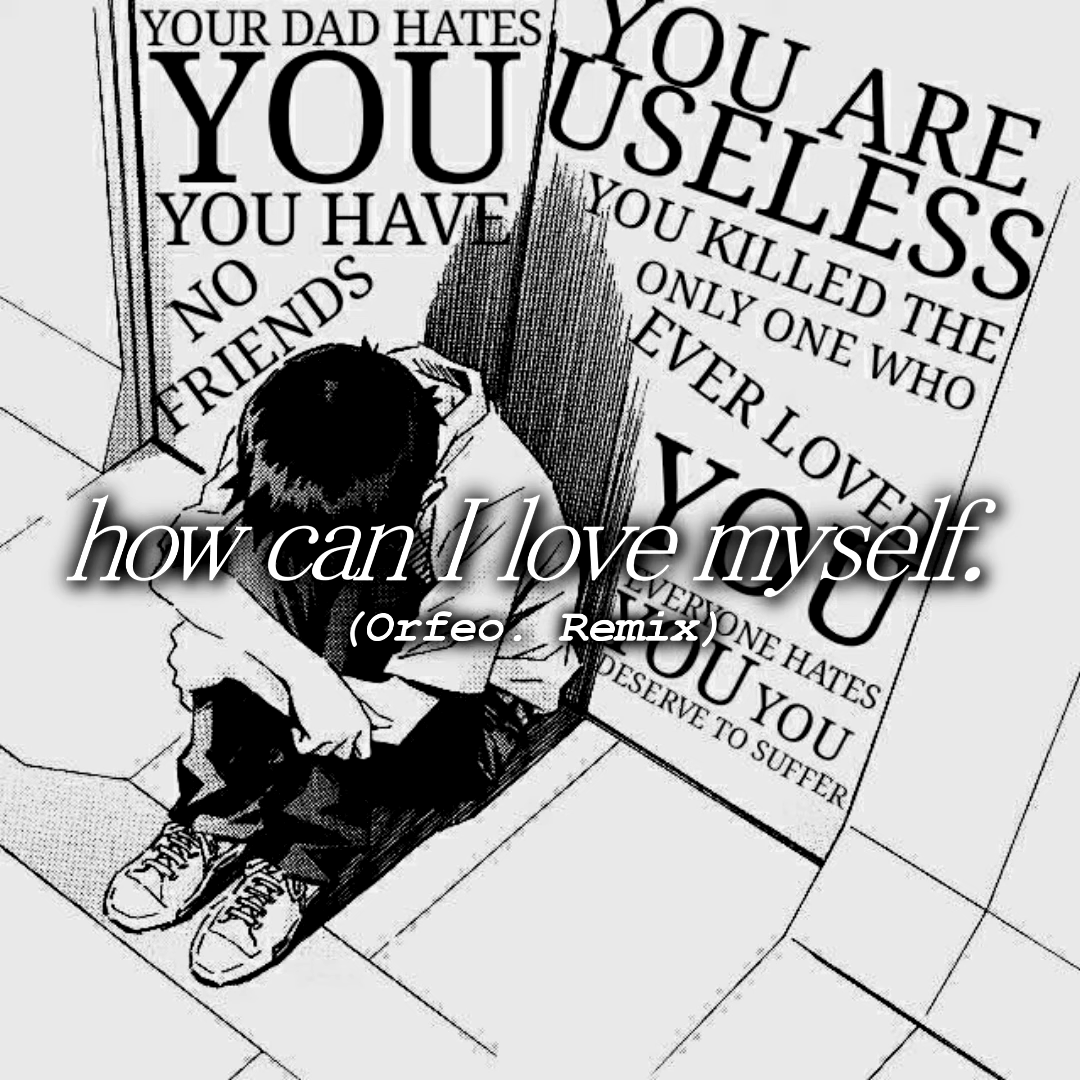 YOUR DAD HATES
YOU
YOU HAVE
NO
FRIENDS
YOU ARE
USELESS
YOU KILLED THE
ONLY ONE WHO
EVER LOVED
YOU
EVERYONE HATES
YOU YOU
DESERVE TO SUFFER
how can I love myself.
(Orfeo. Remix)